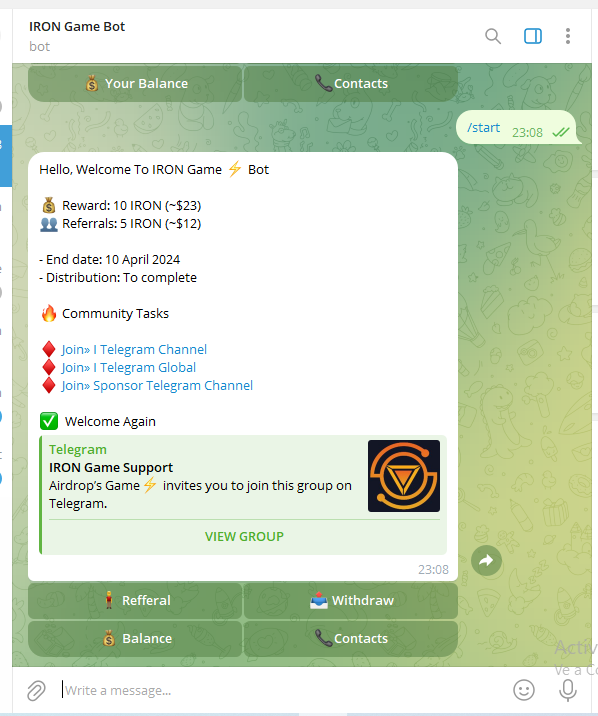 IRON Game Bot
bot
💰 Your Balance
📞Contacts
/start 23:08
Hello, Welcome To IRON Game ⚡ Bot
💰 Reward: 10 IRON (~$23)
👥 Referrals: 5 IRON (~$12)
- End date: 10 April 2024
- Distribution: To complete
🔥 Community Tasks
♦️ Join» I Telegram Channel
♦️ Join» I Telegram Global
♦️ Join» Sponsor Telegram Channel
✅ Welcome Again
Telegram
IRON Game Support
Airdrop's Game⚡ invites you to join this group on
Telegram.
VIEW GROUP
23:08
Refferal
📤 Withdraw
💰 Balance
📞Contacts
Activ
ve a Co
Write a message...